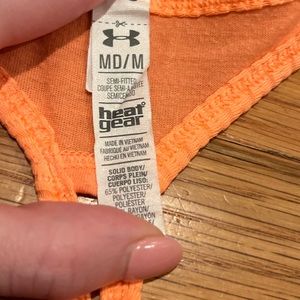 MD/M
SEMI-FITTED
COUPE SEMI-AJUSTÉE
heat
gear
MADE IN VIETNAM
FABRIQUÉ AU VIETNAM
HECHO EN VIETNAM
SOLID BODY/
CORPS PLEIN/
CUERPO LISO:
65% POLYESTER/
POLYESTER/
POLIÉSTER
RAYON/